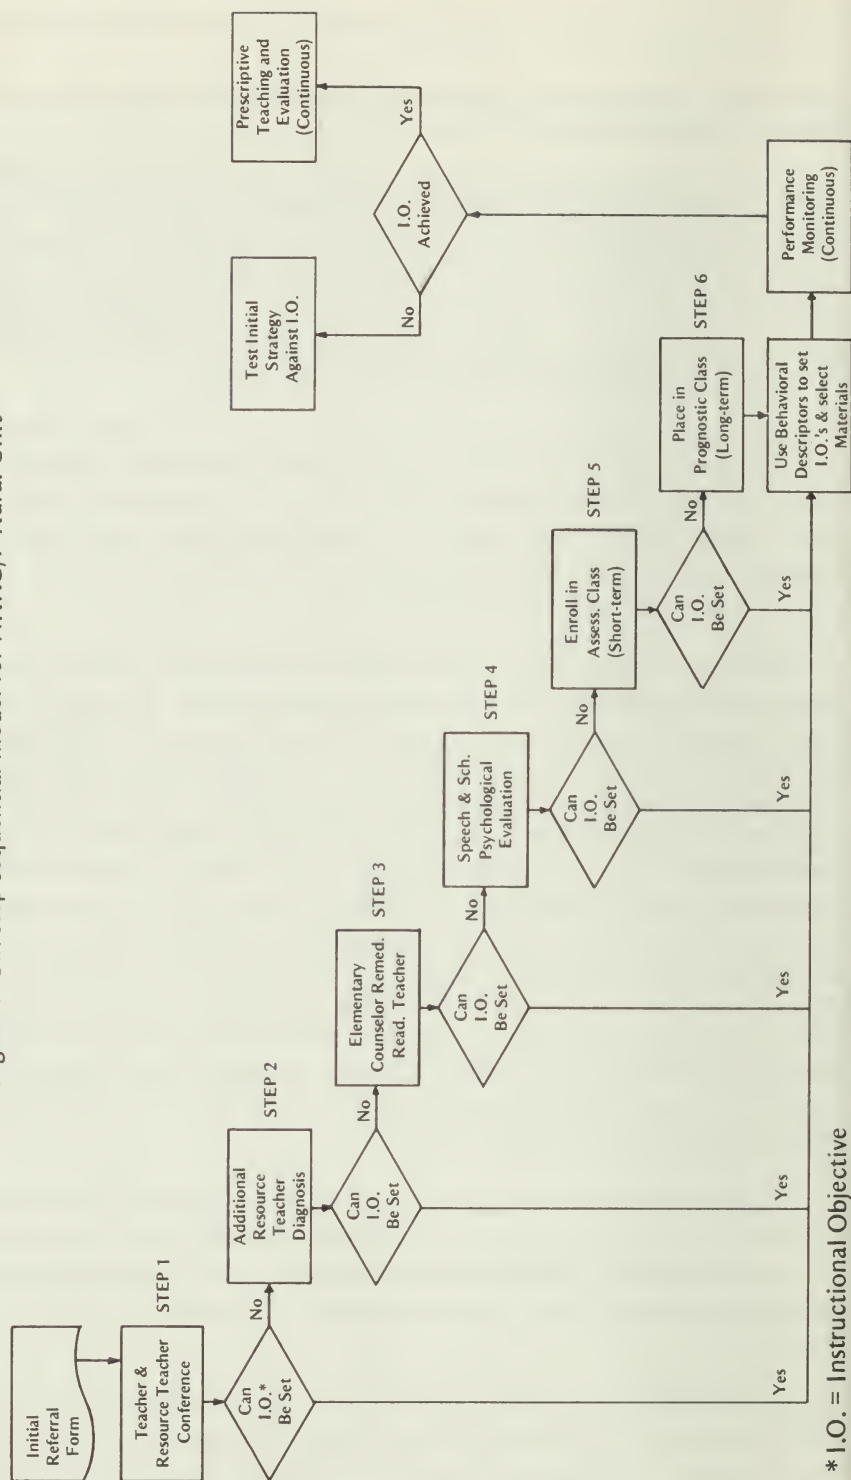 Initial
Referral
Form
Teacher &
Resource Teacher
Conference
STEP 1
Can
I.O.*
Be Set
No
Yes
Additional
Resource
Teacher
Diagnosis
STEP 2
Can
I.O.
Be Set
No
Yes
Elementary
Counselor Remed.
Read. Teacher
STEP 3
Can
I.O.
Be Set
No
Yes
Speech & Sch.
Psychological
Evaluation
STEP 4
Can
I.O.
Be Set
No
Yes
Enroll in
Assess. Class
(Short-term)
STEP 5
Can
I.O.
Be Set
No
Yes
Place in
Prognostic Class
(Long-term)
STEP 6
Use Behavioral
Descriptors to set
I.O.'s & select
Materials
Performance
Monitoring
(Continuous)
I.O.
Achieved
No
Yes
Test Initial
Strategy
Against I.O.
Prescriptive
Teaching and
Evaluation
(Continuous)
* I.O. = Instructional Objective